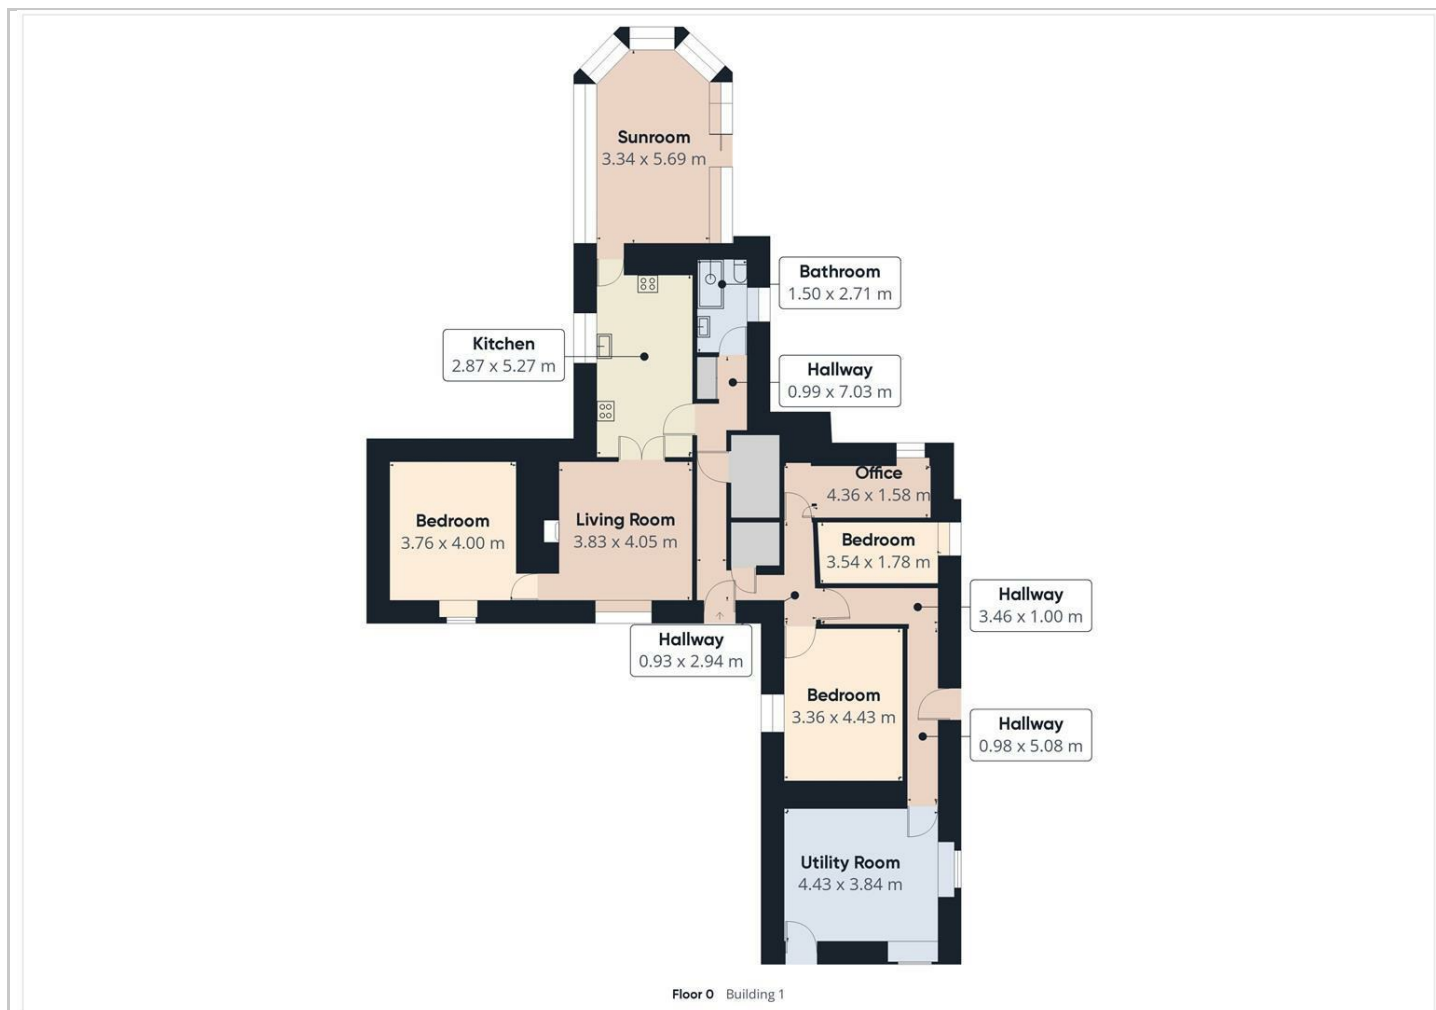 Sunroom
3.34 x 5.69 m
Bathroom
1.50 x 2.71 m
Kitchen
2.87 x 5.27 m
Hallway
0.99 x 7.03 m
Office
4.36 x 1.58 m
Bedroom
3.76 x 4.00 m
Living Room
3.83 x 4.05 m
Bedroom
3.54 x 1.78 m
Hallway
3.46 x 1.00 m
Hallway
0.93 x 2.94 m
Bedroom
3.36 x 4.43 m
Hallway
0.98 x 5.08 m
Utility Room
4.43 x 3.84 m
Floor 0 Building 1